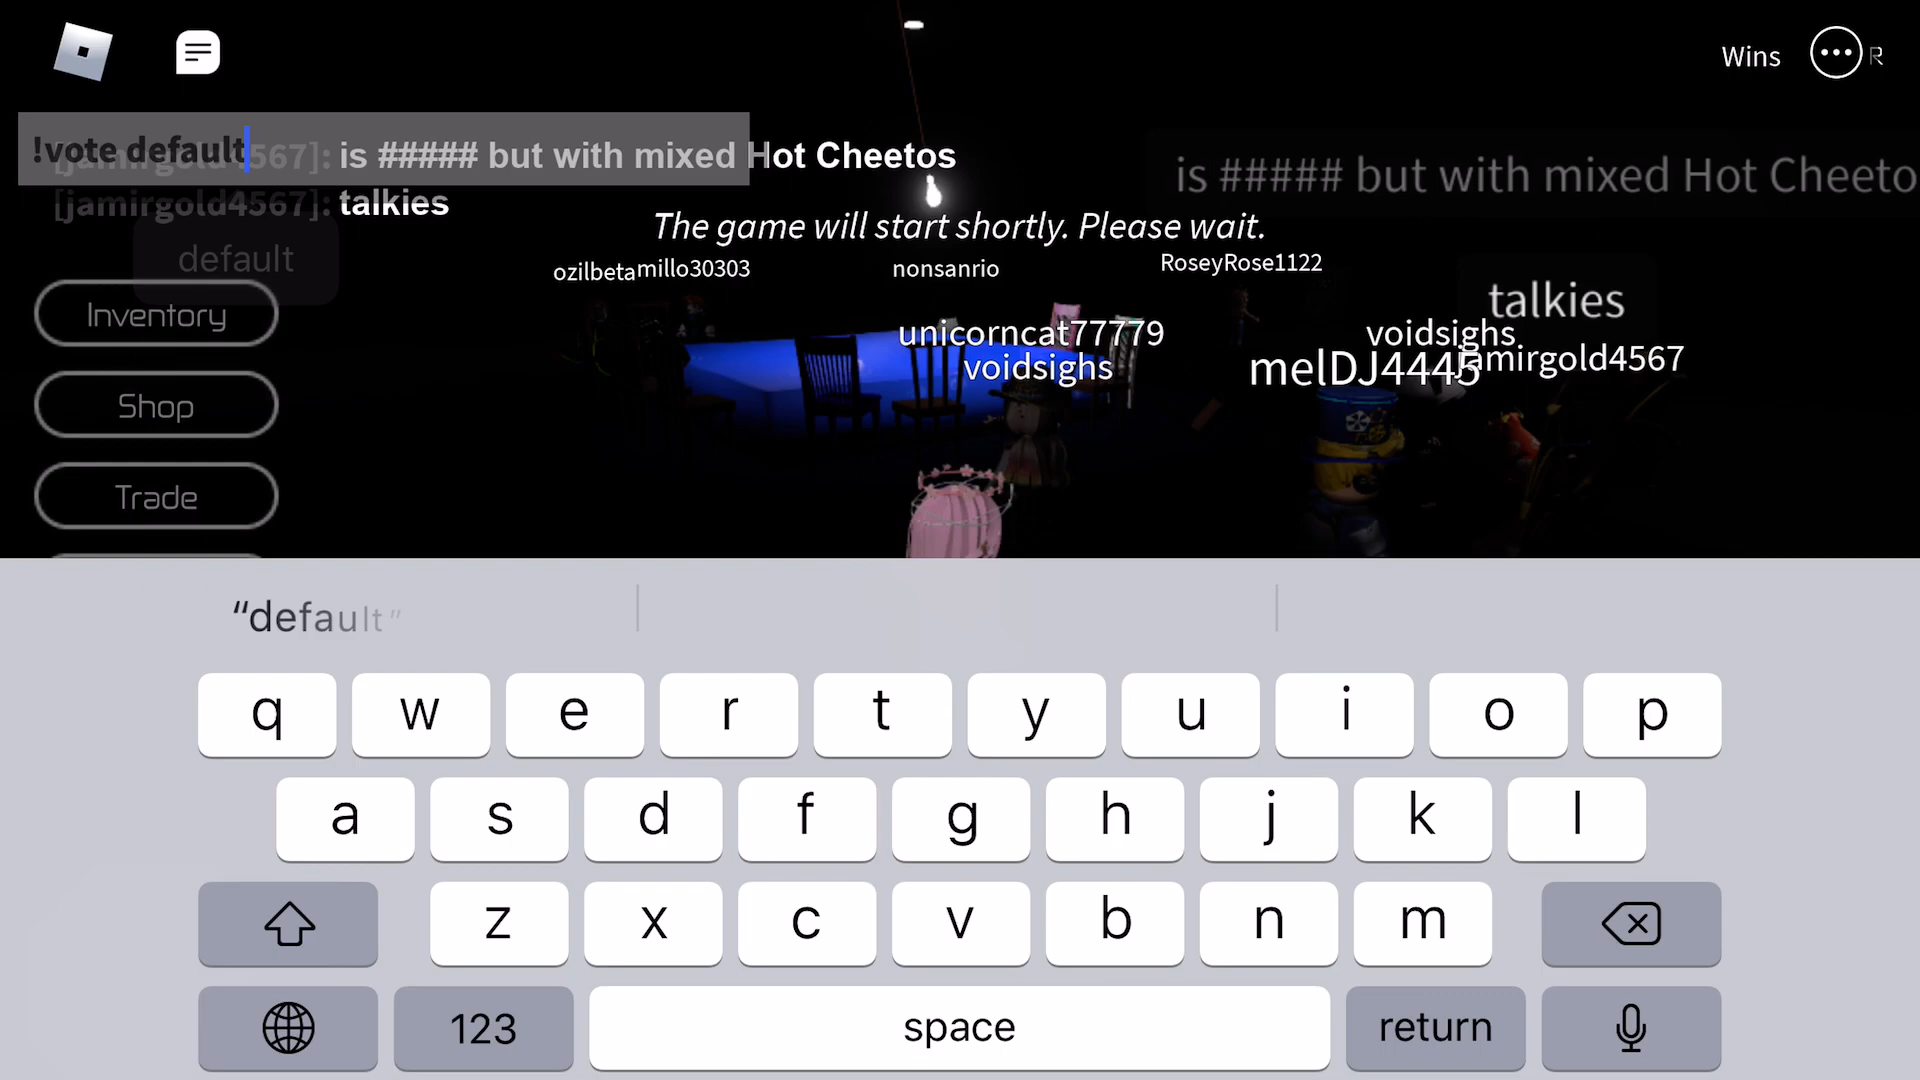 Wins
R
!vote default
[jamirgold4567]: is ##### but with mixed Hot Cheetos
[jamirgold4567]: talkies
is ##### but with mixed Hot Cheeto
The game will start shortly. Please wait.
default
ozilbeta
millo30303
nonsanrio
RoseyRose1122
talkies
Inventory
unicorncat77779
voidsighs
voidsighs
melDJ4445
jamirgold4567
Shop
Trade
“default”
q w e r t y u i o p
a s d f g h j k l
z x c v b n m
123 space return